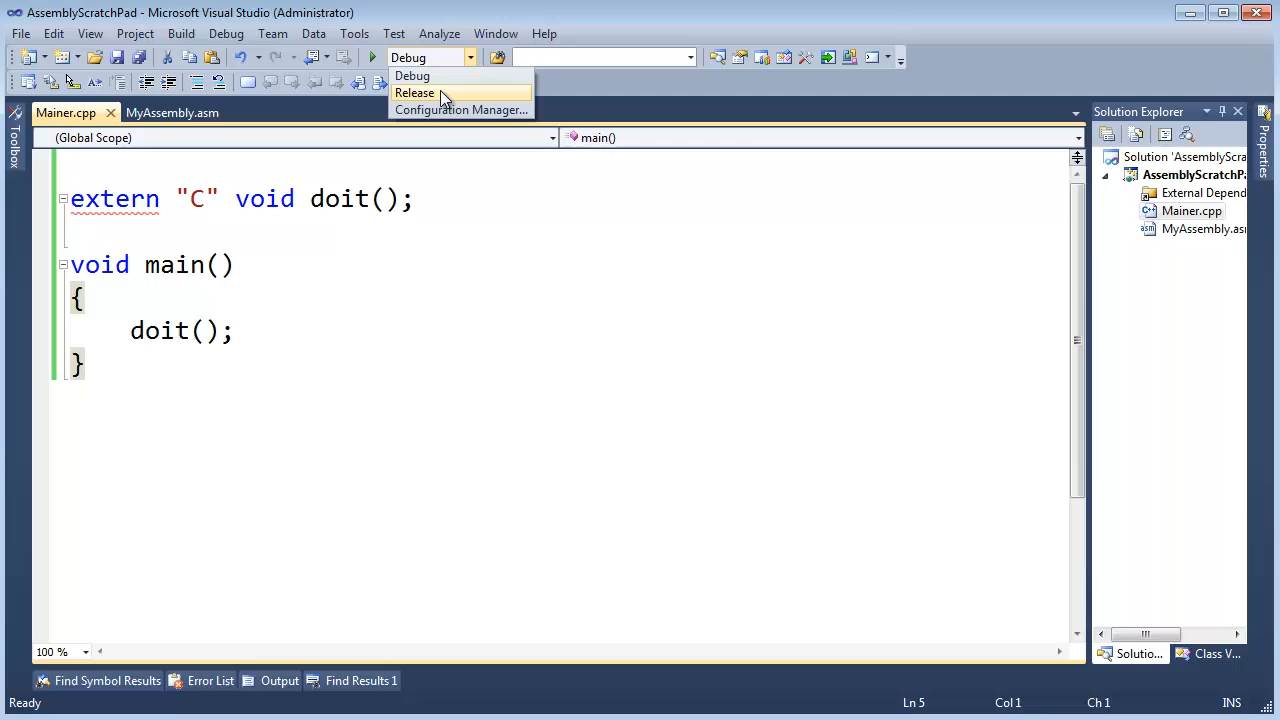 AssemblyScratchPad - Microsoft Visual Studio (Administrator)
File Edit View Project Build Debug Team Data Tools Test Analyze Window Help
Debug
Debug
Release
Configuration Manager...
Mainer.cpp MyAssembly.asm
(Global Scope) main()
extern "C" void doit();
void main()
{
doit();
}
100 %
Toolbox
Solution Explorer
Solution 'AssemblyScra
AssemblyScratchP
External Depend
Mainer.cpp
MyAssembly.asm
Solutio... Class V...
Properties
Find Symbol Results Error List Output Find Results 1
Ready Ln 5 Col 1 Ch 1 INS